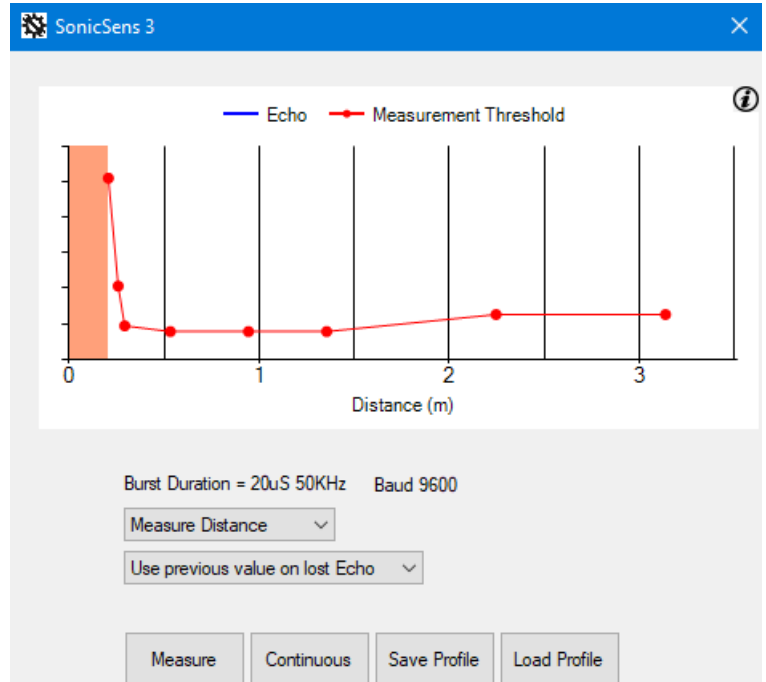 SonicSens 3
Echo Measurement Threshold
0 1 2 3
Distance (m)
Burst Duration = 20uS 50KHz Baud 9600
Measure Distance
Use previous value on lost Echo
Measure Continuous Save Profile Load Profile